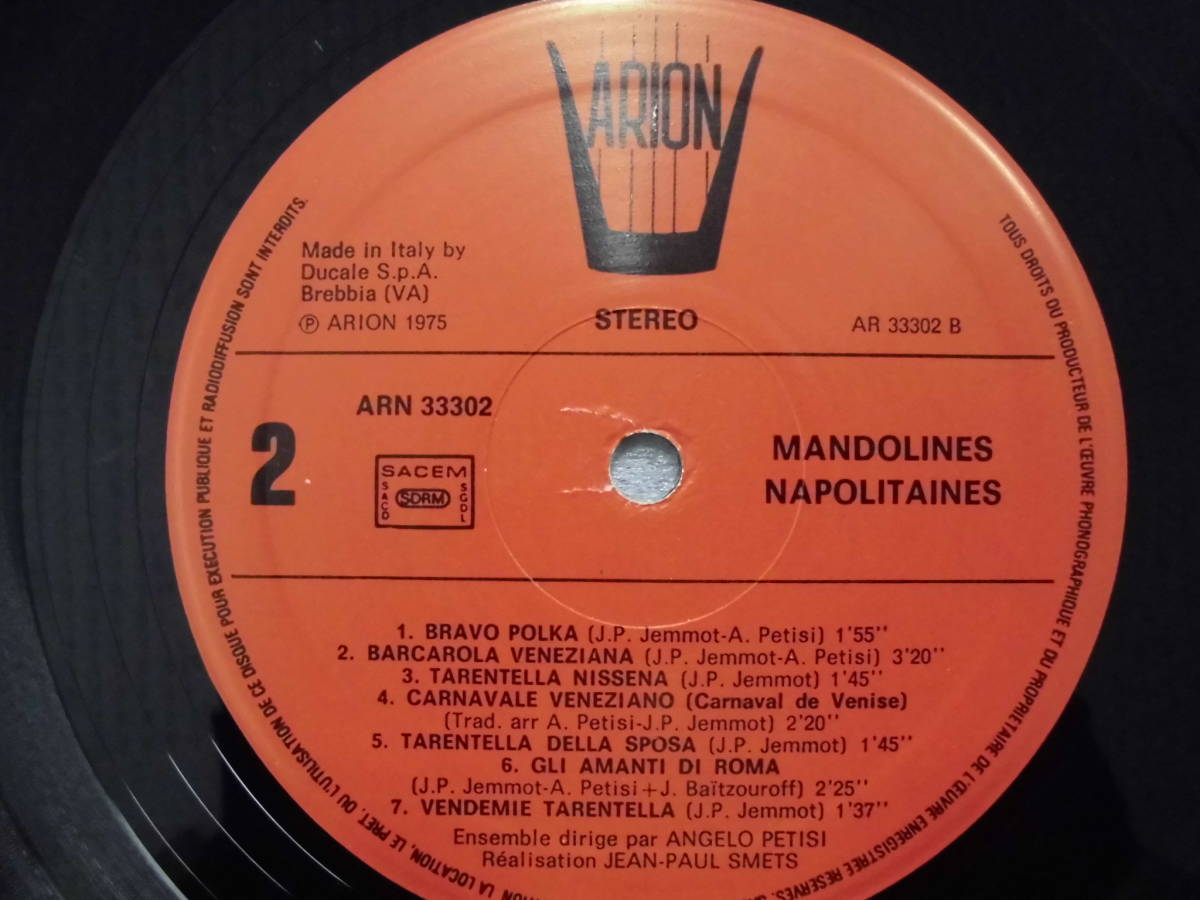 ARION
Made in Italy by
Ducale S.p.A.
Brebbia (VA)
Ⓟ ARION 1975
STEREO
AR 33302 B
ARN 33302
2
SACEM
SACD
SDRM
SGDL
MANDOLINES
NAPOLITAINES
1. BRAVO POLKA (J.P. Jemmot-A. Petisi) 1'55''
2. BARCAROLA VENEZIANA (J.P. Jemmot-A. Petisi) 3'20''
3. TARENTELLA NISSENA (J.P. Jemmot) 1'45''
4. CARNAVALE VENEZIANO (Carnaval de Venise)
(Trad. arr A. Petisi-J.P. Jemmot) 2'20''
5. TARENTELLA DELLA SPOSA (J.P. Jemmot) 1'45''
6. GLI AMANTI DI ROMA
(J.P. Jemmot-A. Petisi+J. Baïtzouroff) 2'25''
7. VENDEMIE TARENTELLA (J.P. Jemmot) 1'37''
Ensemble dirige par ANGELO PETISI
Réalisation JEAN-PAUL SMETS
TOUS DROITS DU PRODUCTEUR DE L'ŒUVRE PHONOGRAPHIQUE ET DU PROPRIETAIRE DE L'ŒUVRE ENREGISTREE RESERVES.
LA LOCATION, LE PRET, OU L'UTILISATION DE CE DISQUE POUR EXECUTION PUBLIQUE ET RADIODIFFUSION SONT INTERDITS.